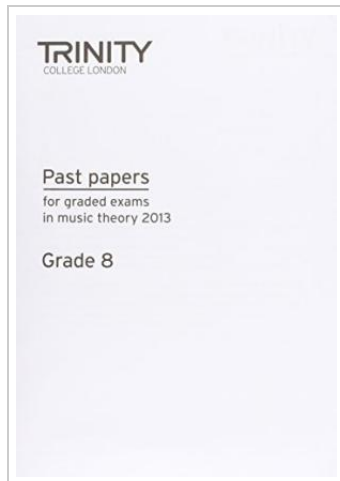 TRINITY
COLLEGE LONDON
Past papers
for graded exams
in music theory 2013
Grade 8